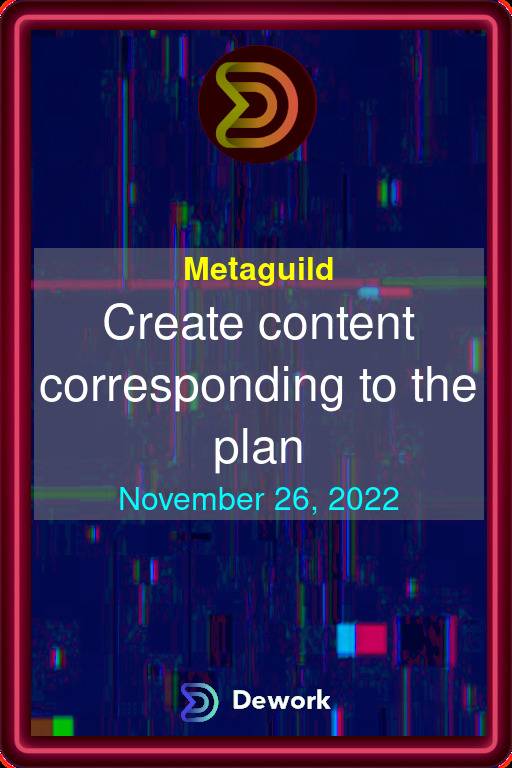 Metaguild
Create content
corresponding to the
plan
November 26, 2022
Dework